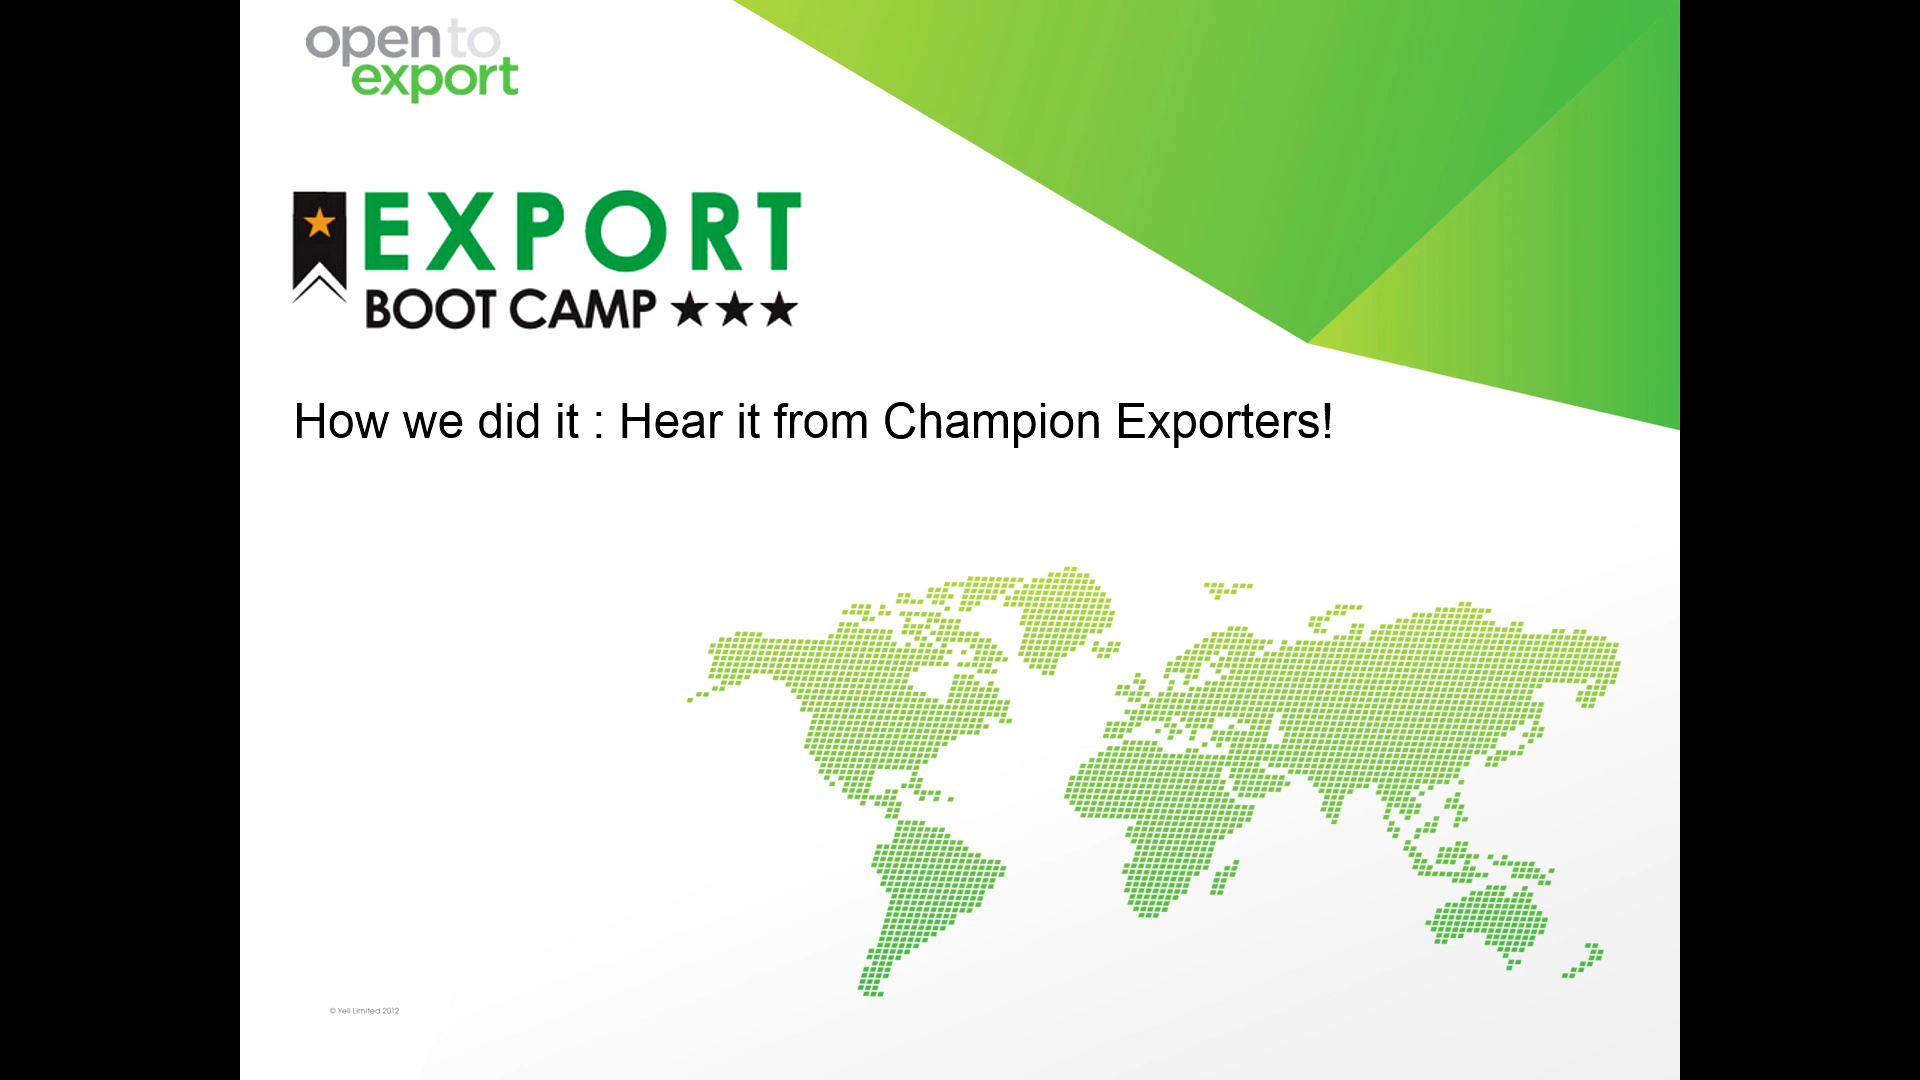 open to
export
EXPORT
BOOT CAMP ★★★
How we did it : Hear it from Champion Exporters!
© Yell Limited 2012